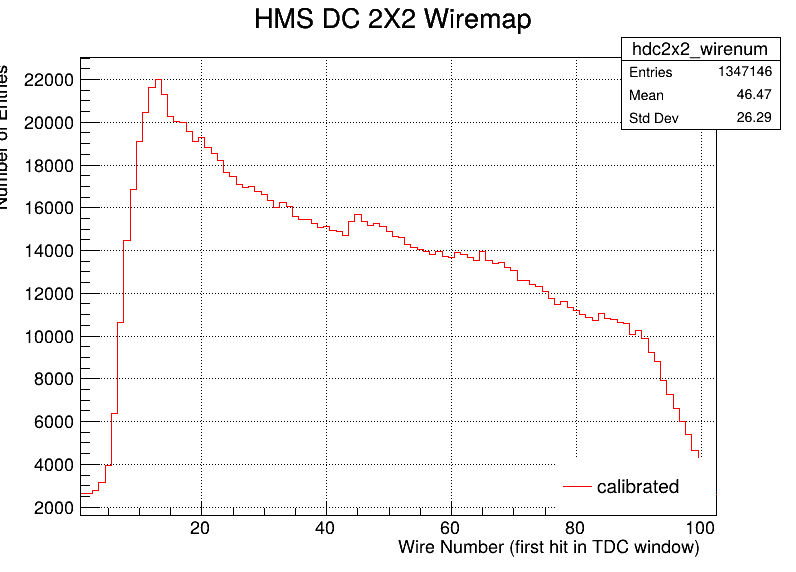 HMS DC 2X2 Wiremap
hdc2x2_wirenum
Entries 1347146
Mean 46.47
Std Dev 26.29
Number of Entries
22000
20000
18000
16000
14000
12000
10000
8000
6000
4000
2000
calibrated
20 40 60 80 100
Wire Number (first hit in TDC window)